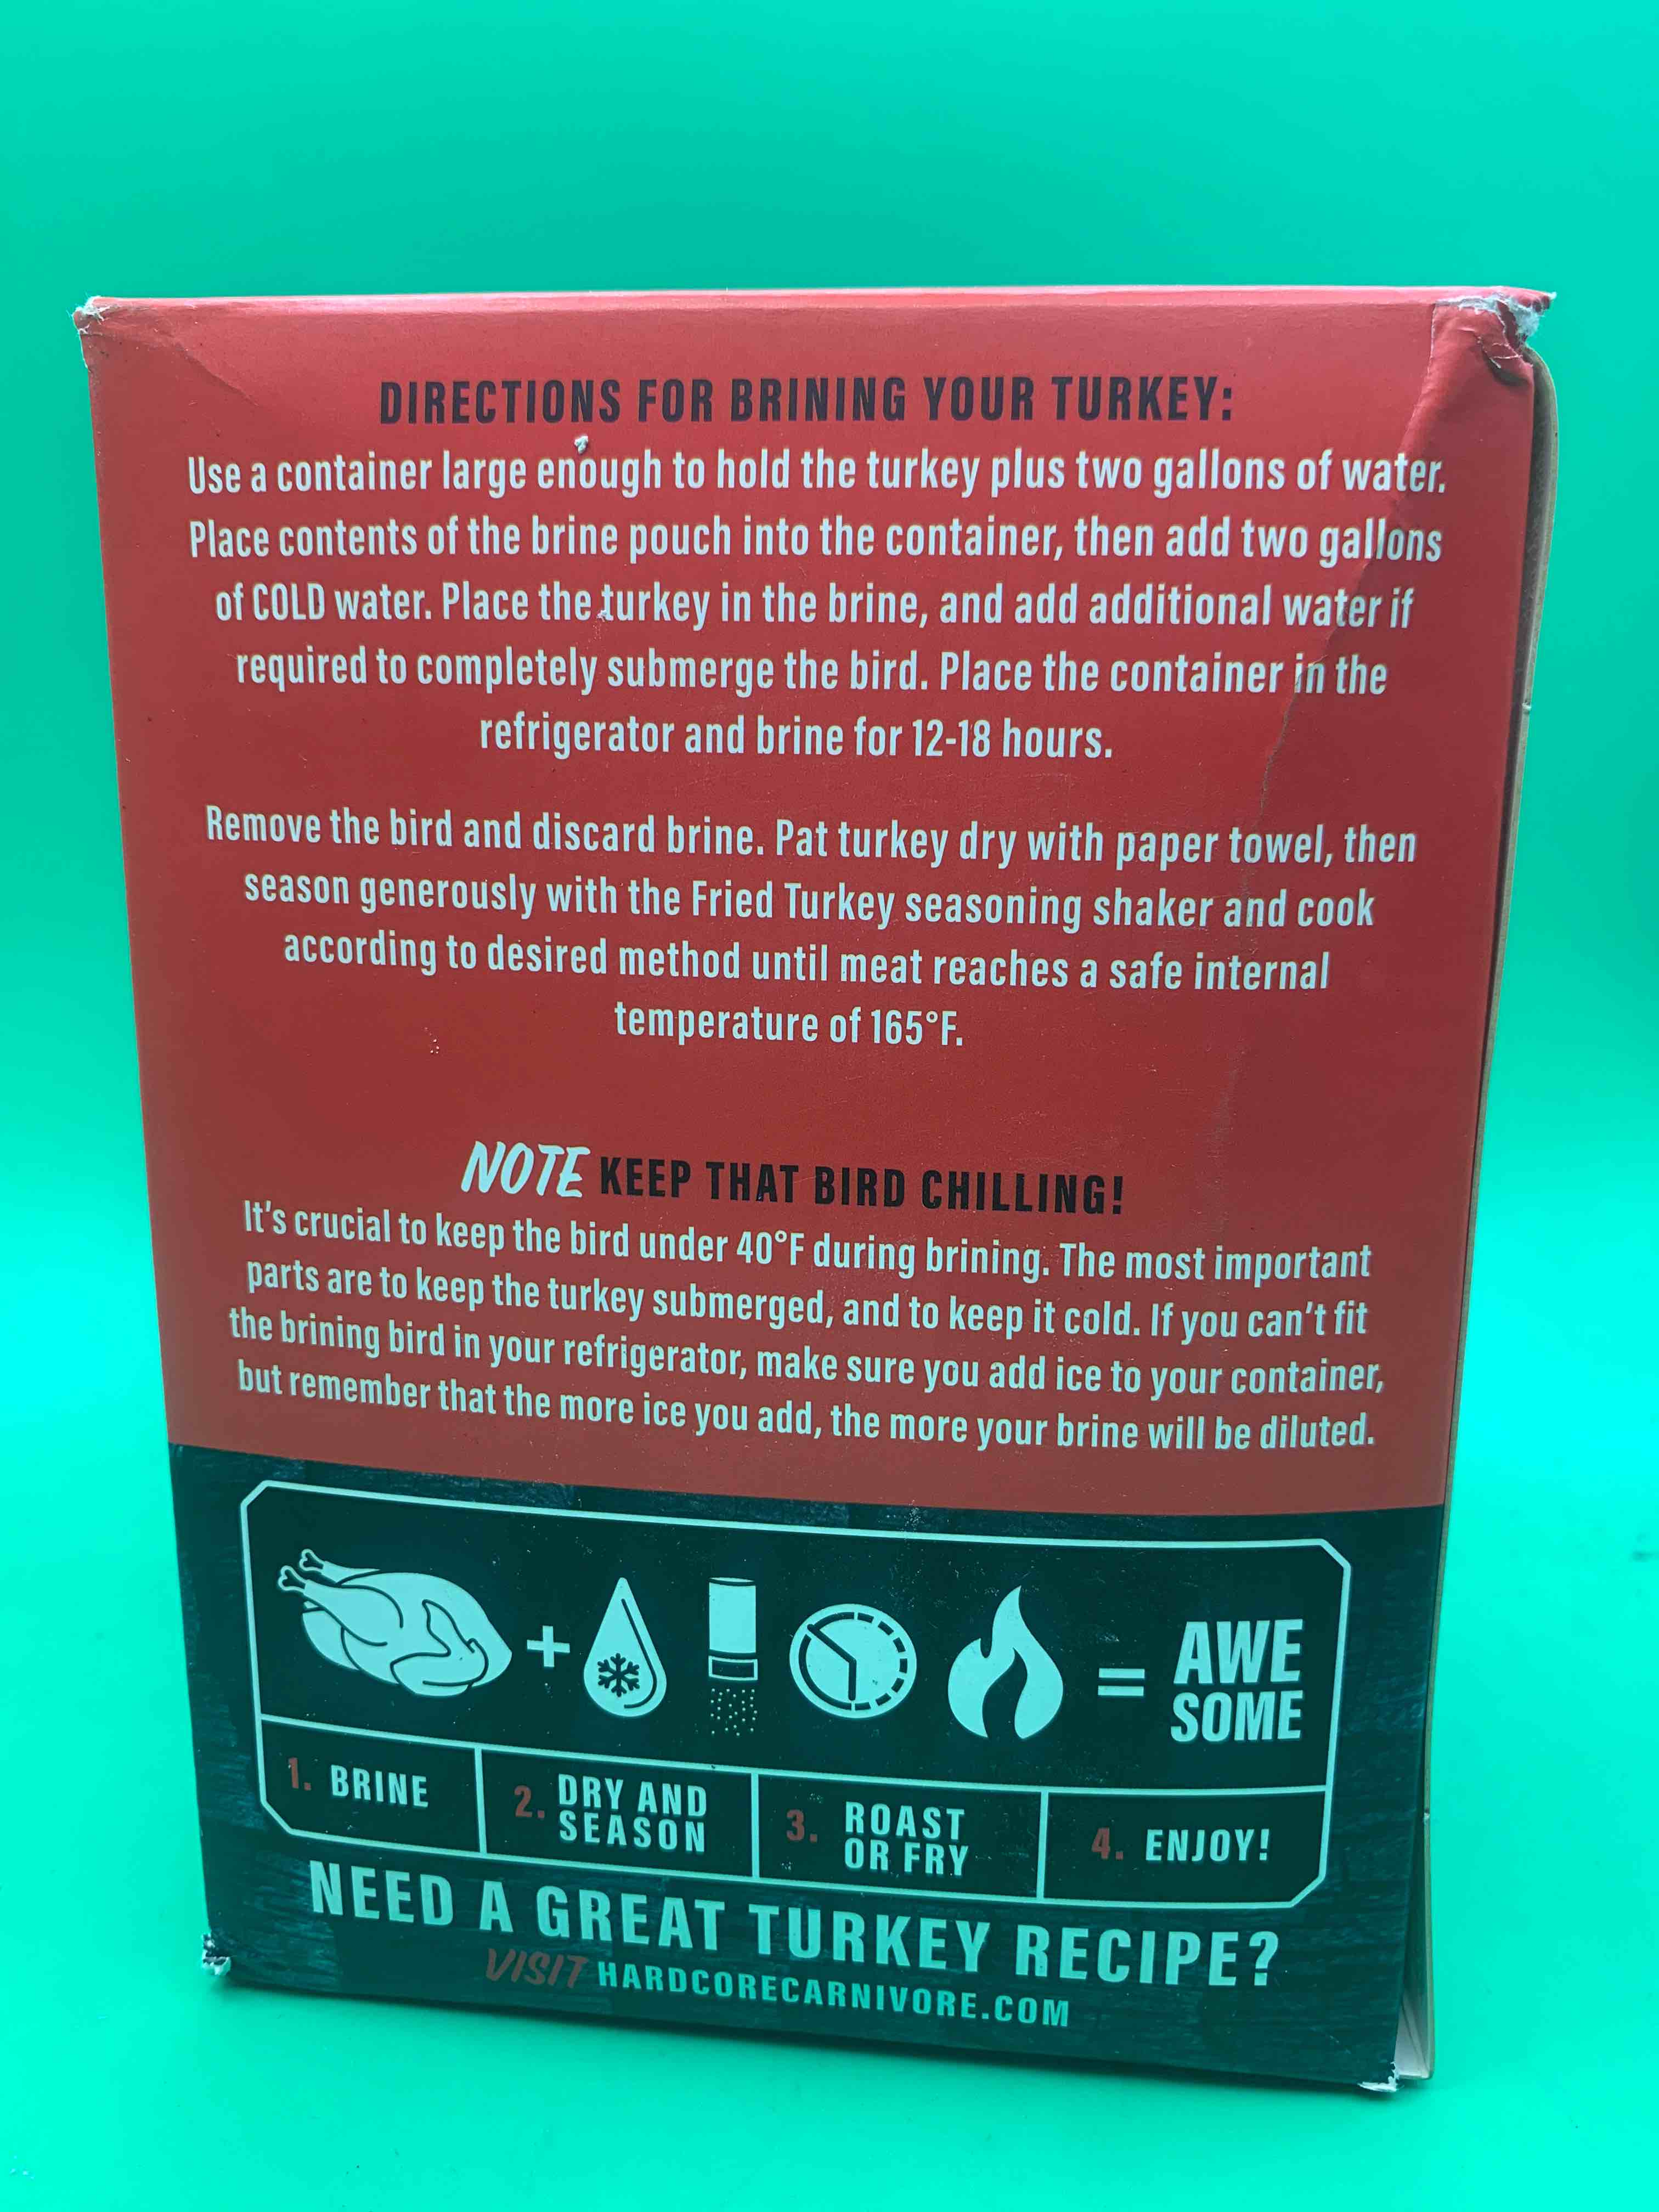 DIRECTIONS FOR BRINING YOUR TURKEY:
Use a container large enough to hold the turkey plus two gallons of water.
Place contents of the brine pouch into the container, then add two gallons
of COLD water. Place the turkey in the brine, and add additional water if
required to completely submerge the bird. Place the container in the
refrigerator and brine for 12-18 hours.
Remove the bird and discard brine. Pat turkey dry with paper towel, then
season generously with the Fried Turkey seasoning shaker and cook
according to desired method until meat reaches a safe internal
temperature of 165°F.
NOTE KEEP THAT BIRD CHILLING!
It's crucial to keep the bird under 40°F during brining. The most important
parts are to keep the turkey submerged, and to keep it cold. If you can't fit
the brining bird in your refrigerator, make sure you add ice to your container,
but remember that the more ice you add, the more your brine will be diluted.
+ = AWE
SOME
1. BRINE
2. DRY AND
SEASON
3. ROAST
OR FRY
4. ENJOY!
NEED A GREAT TURKEY RECIPE?
VISIT HARDCORECARNIVORE.COM